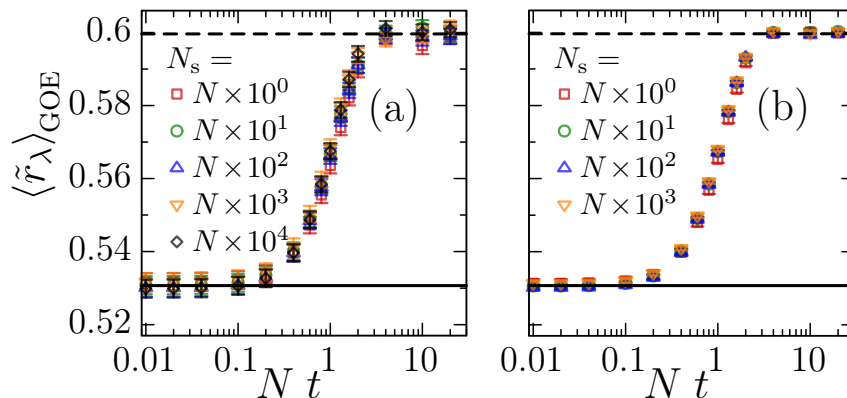 ⟨r̃_λ⟩_GOE
0.6
0.58
0.56
0.54
0.52
N_s =
N×10^0
N×10^1
N×10^2
N×10^3
N×10^4
(a)
0.01 0.1 1 10
N t
N_s =
N×10^0
N×10^1
N×10^2
N×10^3
(b)
0.01 0.1 1 10
N t